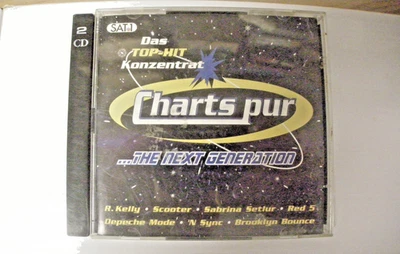 2
CD
SAT.1
Das
TOP-HIT
Konzentrat
Charts pur
...THE NEXT GENERATION
R. Kelly • Scooter • Sabrina Setlur • Red 5
Depeche Mode • 'N Sync • Brooklyn Bounce